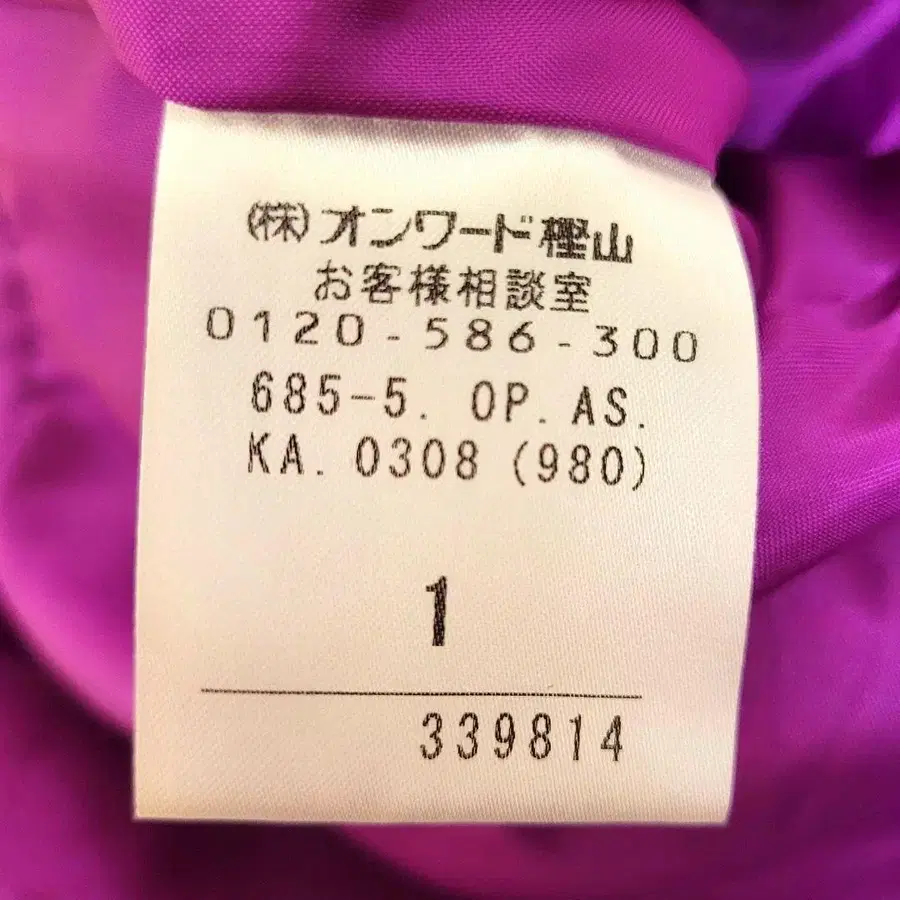 (株)オンワード樫山
お客様相談室
0120-586-300
685-5. OP. AS.
KA. 0308 (980)
1
339814